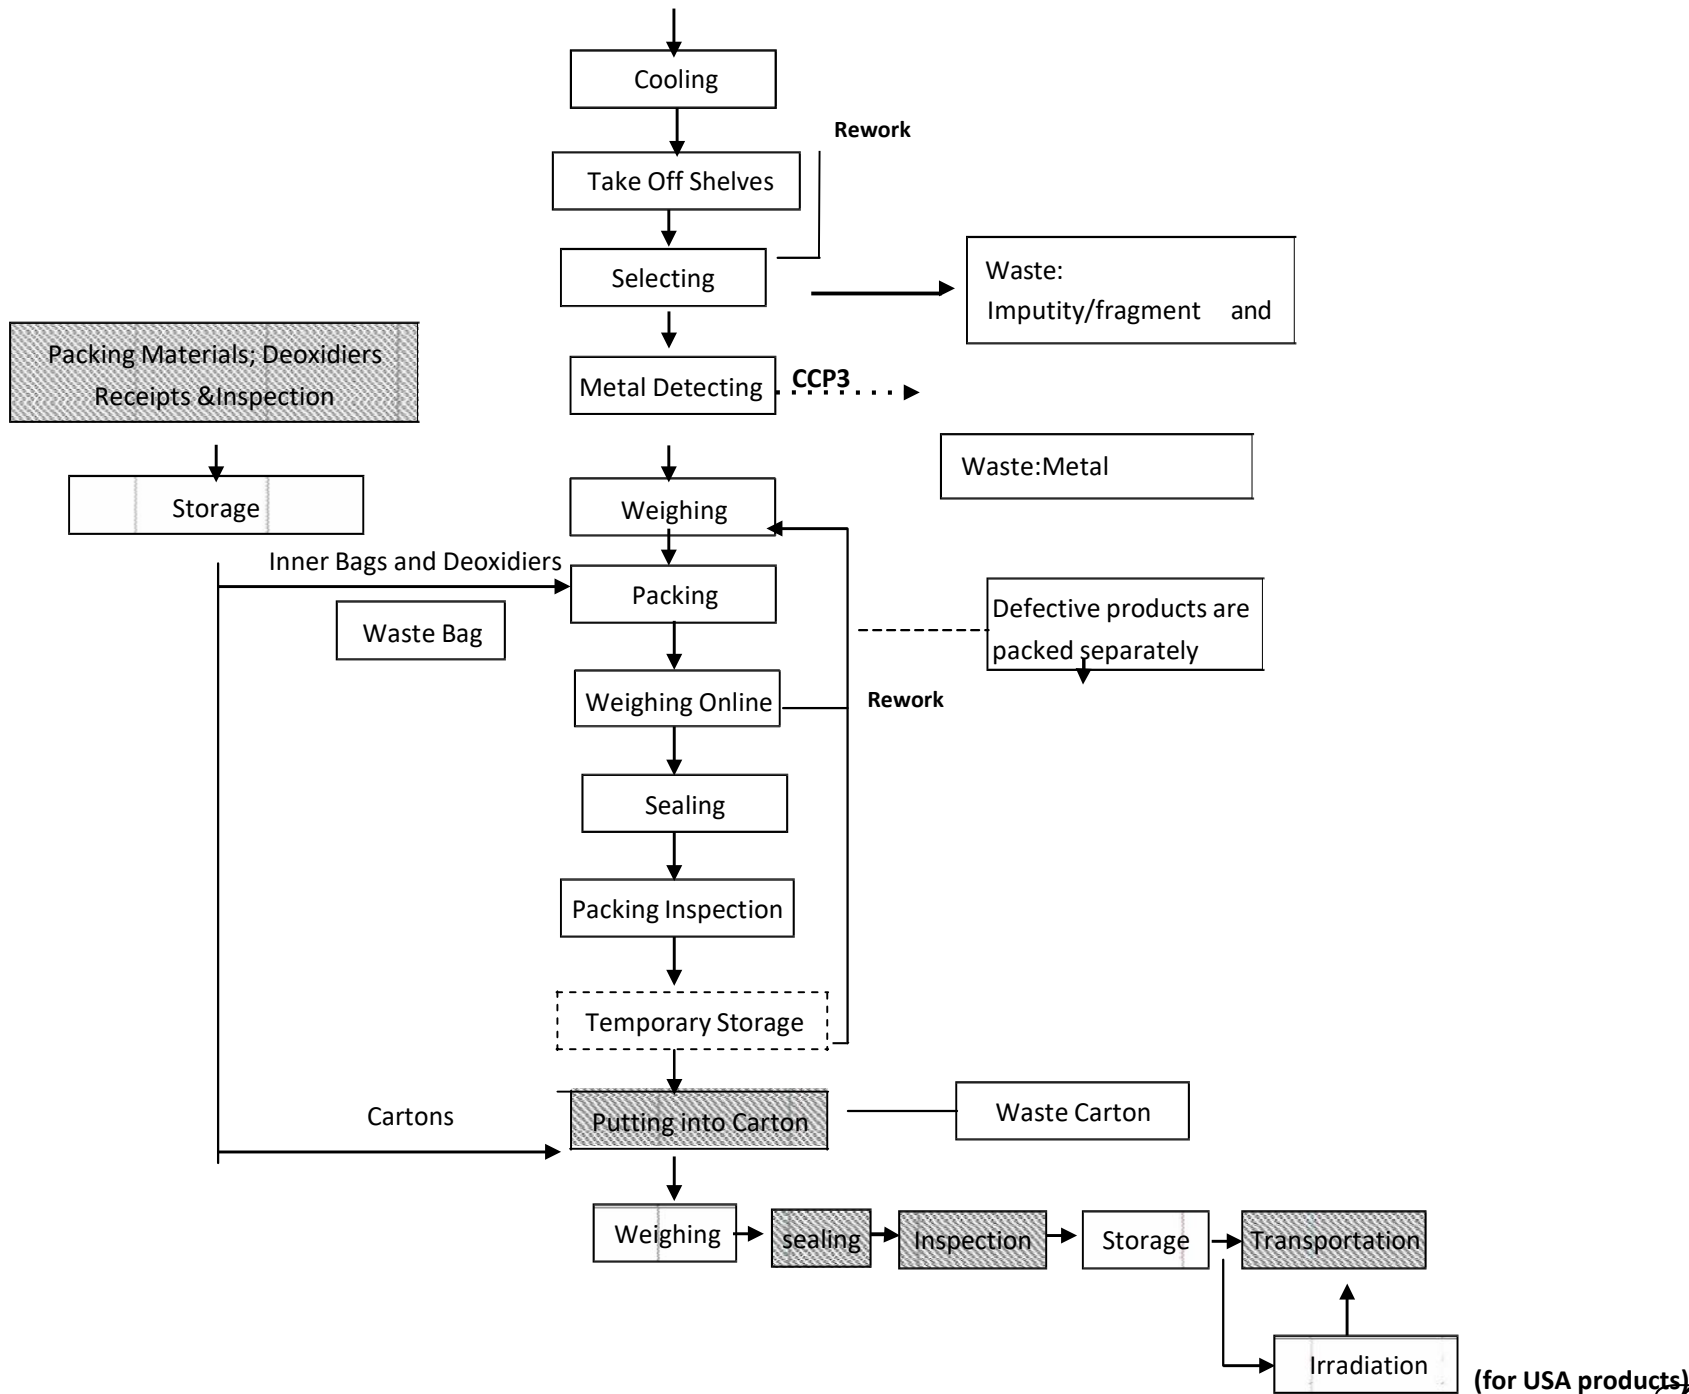 Cooling
Rework
Take Off Shelves
Selecting
Waste:
Imputity/fragment and
Packing Materials; Deoxidiers
Receipts &Inspection
Metal Detecting
CCP3
Waste:Metal
Storage
Weighing
Inner Bags and Deoxidiers
Packing
Waste Bag
Defective products are
packed separately
Weighing Online
Rework
Sealing
Packing Inspection
Temporary Storage
Cartons
Putting into Carton
Waste Carton
Weighing
sealing
Inspection
Storage
Transportation
Irradiation
(for USA products)